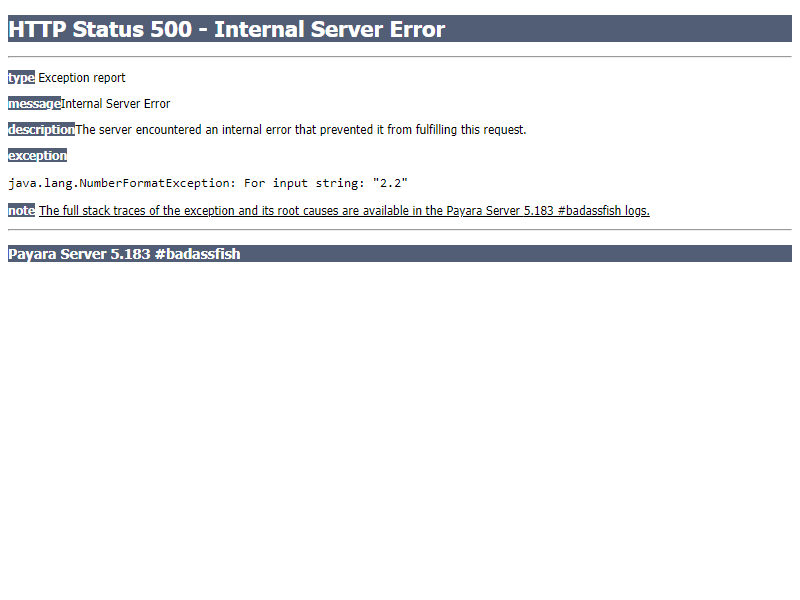 HTTP Status 500 - Internal Server Error
type Exception report
messageInternal Server Error
descriptionThe server encountered an internal error that prevented it from fulfilling this request.
exception
java.lang.NumberFormatException: For input string: "2.2"
note The full stack traces of the exception and its root causes are available in the Payara Server 5.183 #badassfish logs.
Payara Server 5.183 #badassfish